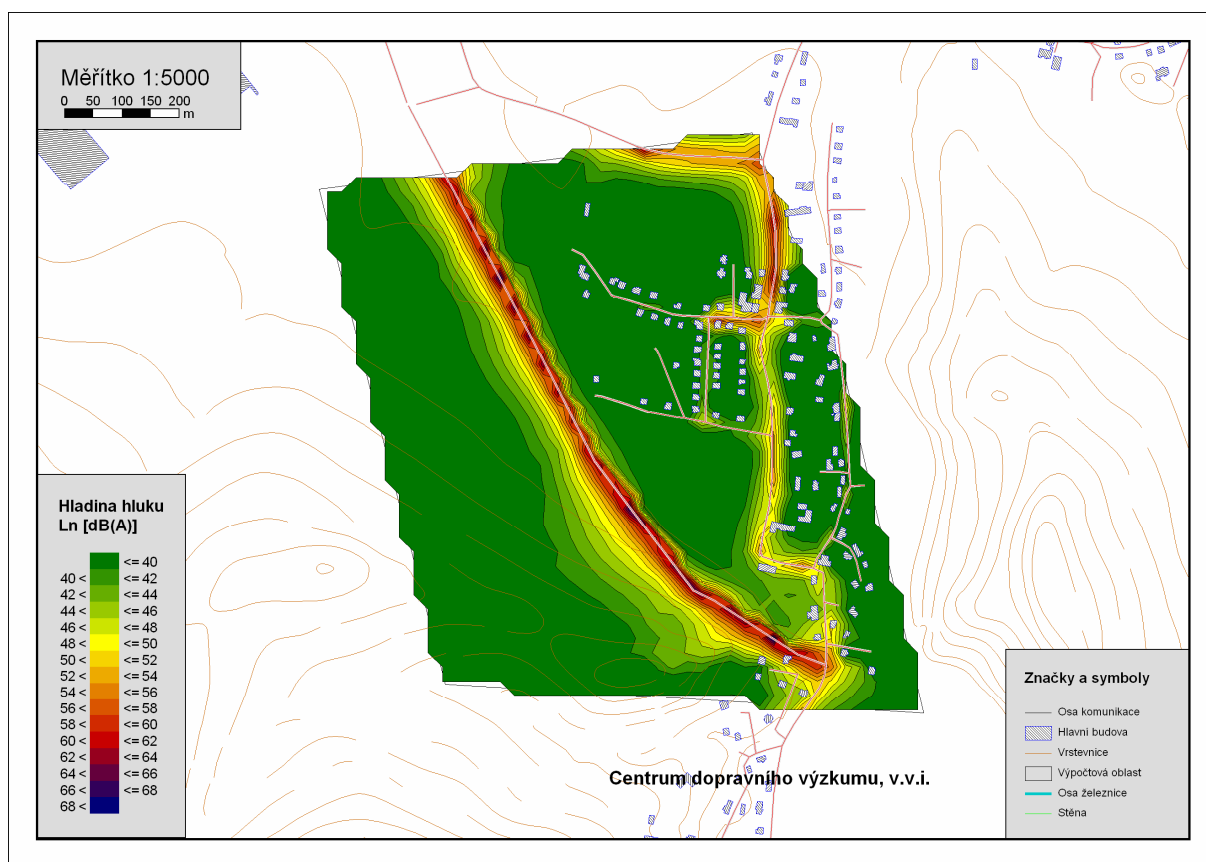 Měřítko 1:5000
0 50 100 150 200
m
Hladina hluku
Ln [dB(A)]
<= 40
40 < <= 42
42 < <= 44
44 < <= 46
46 < <= 48
48 < <= 50
50 < <= 52
52 < <= 54
54 < <= 56
56 < <= 58
58 < <= 60
60 < <= 62
62 < <= 64
64 < <= 66
66 < <= 68
68 <
Značky a symboly
Osa komunikace
Hlavní budova
Vrstevnice
Výpočtová oblast
Osa železnice
Stěna
Centrum dopravního výzkumu, v.v.i.